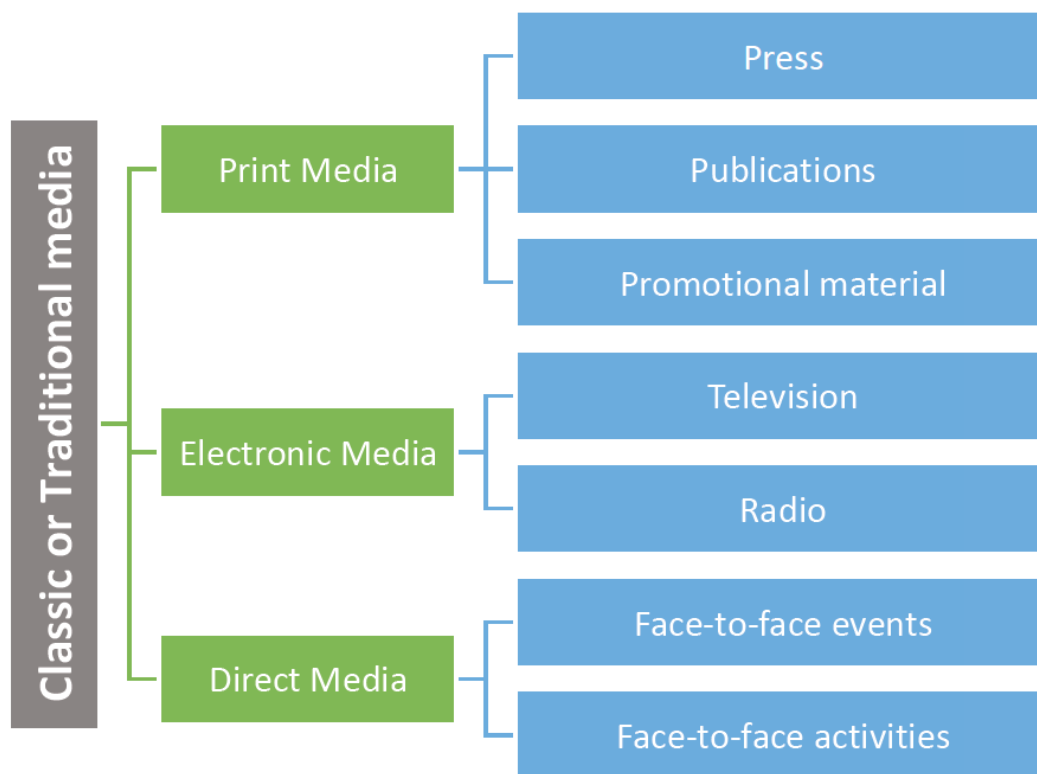 Classic or Traditional media
Print Media
Press
Publications
Promotional material
Electronic Media
Television
Radio
Direct Media
Face-to-face events
Face-to-face activities